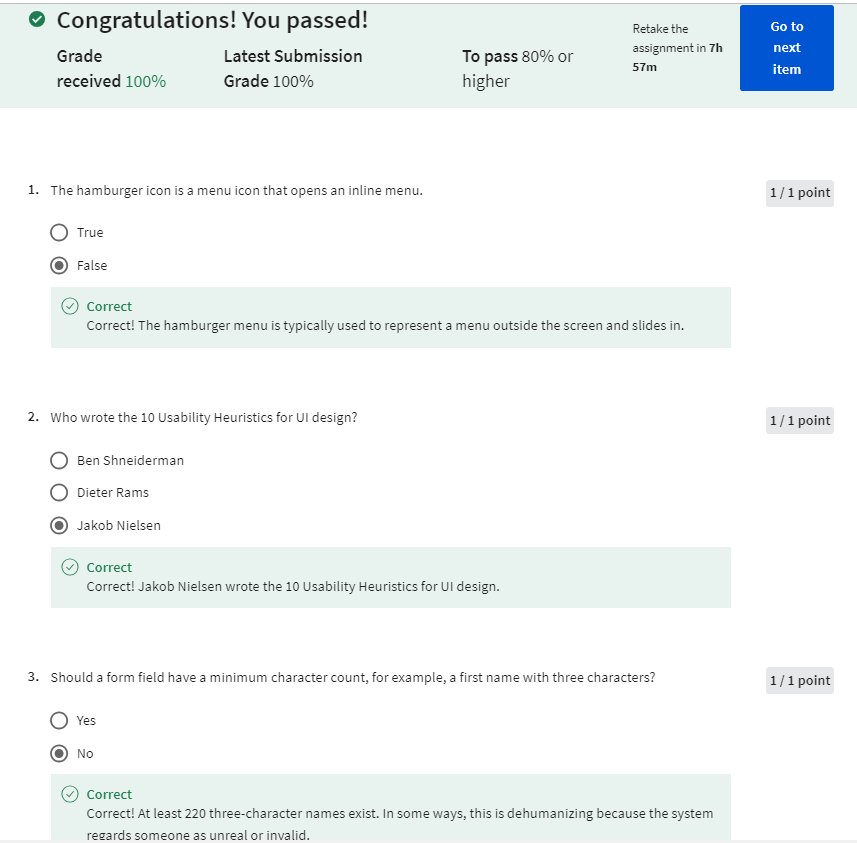 Congratulations! You passed!
Grade received 100%
Latest Submission Grade 100%
To pass 80% or higher
Retake the assignment in 7h 57m
Go to next item
1. The hamburger icon is a menu icon that opens an inline menu.
1 / 1 point
True
False
Correct
Correct! The hamburger menu is typically used to represent a menu outside the screen and slides in.
2. Who wrote the 10 Usability Heuristics for UI design?
1 / 1 point
Ben Shneiderman
Dieter Rams
Jakob Nielsen
Correct
Correct! Jakob Nielsen wrote the 10 Usability Heuristics for UI design.
3. Should a form field have a minimum character count, for example, a first name with three characters?
1 / 1 point
Yes
No
Correct
Correct! At least 220 three-character names exist. In some ways, this is dehumanizing because the system
regards someone as unreal or invalid.